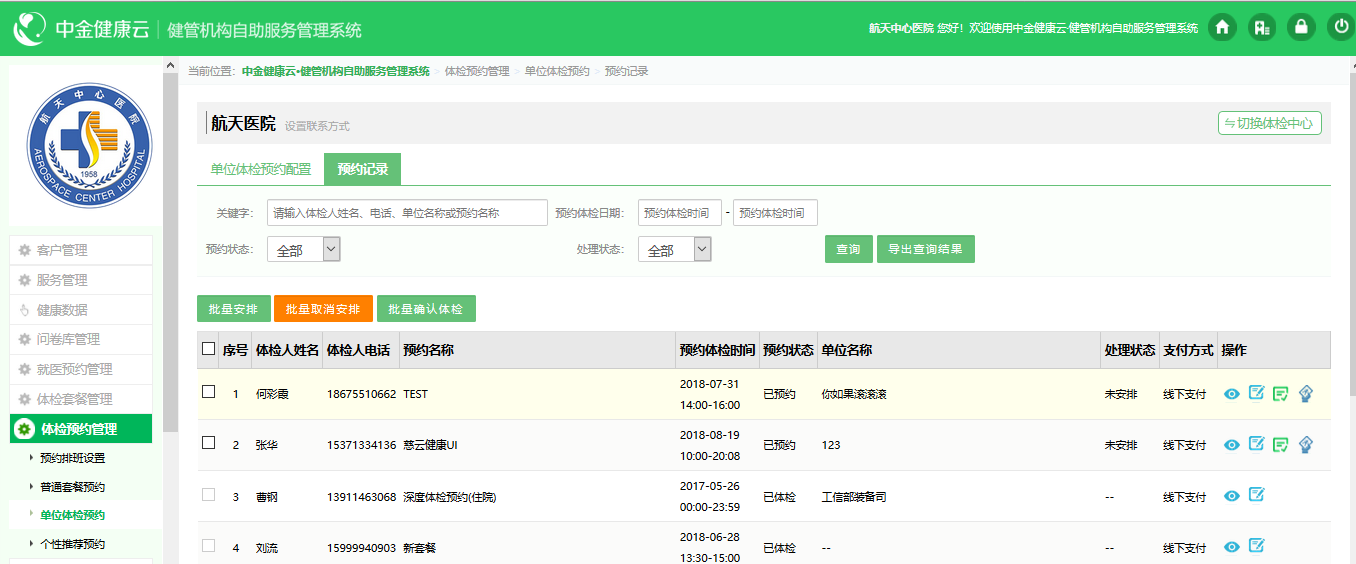 中金健康云 健管机构自助服务管理系统
航天中心医院 您好！欢迎使用中金健康云·健管机构自助服务管理系统
当前位置：中金健康云•健管机构自助服务管理系统 > 体检预约管理 > 单位体检预约 > 预约记录
航天中心医院
1958
AEROSPACE CENTER HOSPITAL
客户管理
服务管理
健康数据
问卷库管理
就医预约管理
体检套餐管理
体检预约管理
预约排班设置
普通套餐预约
单位体检预约
个性推荐预约
航天医院 设置联系方式
切换体检中心
单位体检预约配置 预约记录
关键字： 请输入体检人姓名、电话、单位名称或预约名称 预约体检日期： 预约体检时间 - 预约体检时间
预约状态： 全部 处理状态： 全部 查询 导出查询结果
批量安排 批量取消安排 批量确认体检
序号 体检人姓名 体检人电话 预约名称 预约体检时间 预约状态 单位名称 处理状态 支付方式 操作
1 何彩霞 18675510662 TEST 2018-07-31 14:00-16:00 已预约 你如果滚滚滚 未安排 线下支付
2 张华 15371334136 慈云健康UI 2018-08-19 10:00-20:08 已预约 123 未安排 线下支付
3 曹钢 13911463068 深度体检预约(住院) 2017-05-26 00:00-23:59 已体检 工信部装备司 -- 线下支付
4 刘流 15999940903 新套餐 2018-06-28 13:30-15:00 已体检 -- -- 线下支付